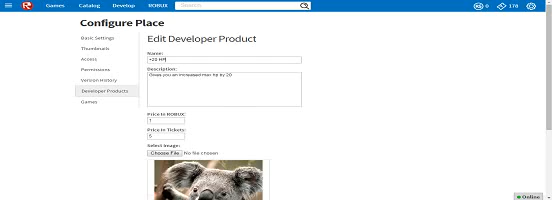 Games Catalog Develop ROBUX Search 0 178
Configure Place
Basic Settings
Thumbnails
Access
Permissions
Version History
Developer Products
Games
Edit Developer Product
Name:
+20 HP
Description:
Gives you an increased max hp by 20
Price in ROBUX:
1
Price in Tickets:
5
Select Image:
Choose File No file chosen
Online